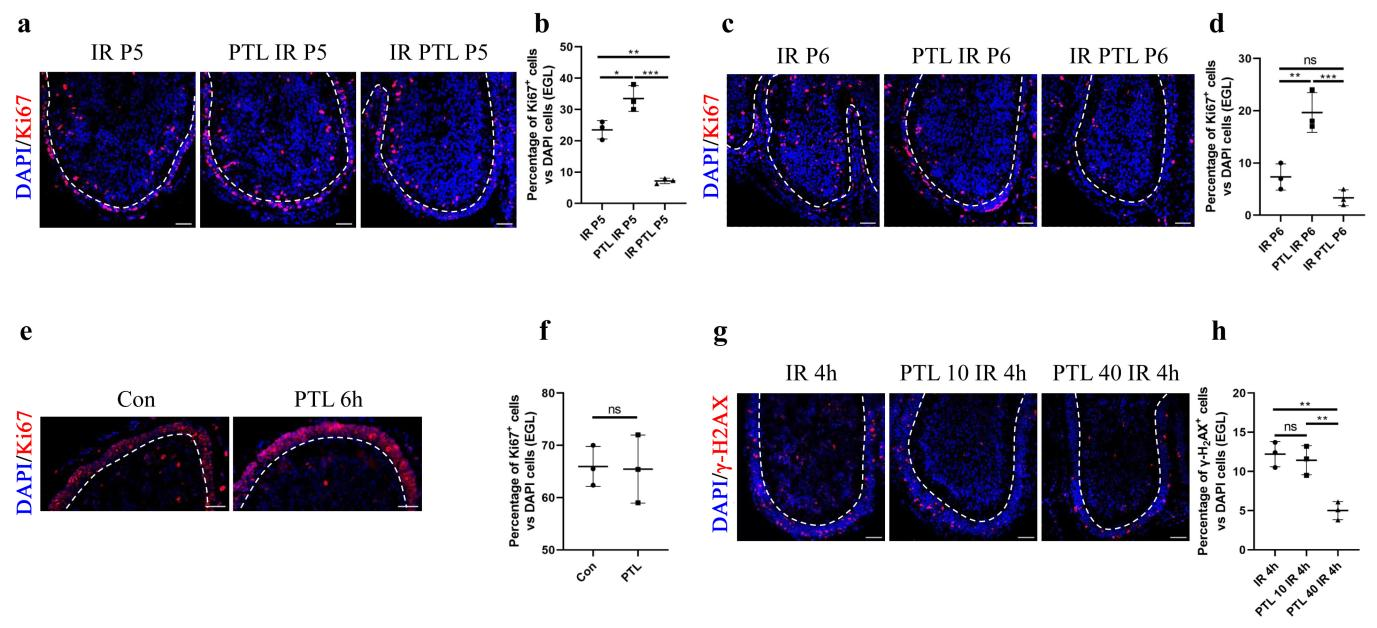 a
IR P5
PTL IR P5
IR PTL P5
DAPI/Ki67
b
Percentage of Ki67+ cells
vs DAPI cells (EGL)
50
40
30
20
10
0
**
*
***
IR P5
PTL IR P5
IR PTL P5
c
IR P6
PTL IR P6
IR PTL P6
DAPI/Ki67
d
Percentage of Ki67+ cells
vs DAPI cells (EGL)
30
20
10
0
ns
**
***
IR P6
PTL IR P6
IR PTL P6
e
Con
PTL 6h
DAPI/Ki67
f
Percentage of Ki67+ cells
vs DAPI cells (EGL)
80
70
60
50
ns
Con
PTL
g
IR 4h
PTL 10 IR 4h
PTL 40 IR 4h
DAPI/γ-H2AX
h
Percentage of γ-H2AX+ cells
vs DAPI cells (EGL)
20
15
10
5
0
**
ns
**
IR 4h
PTL 10 IR 4h
PTL 40 IR 4h